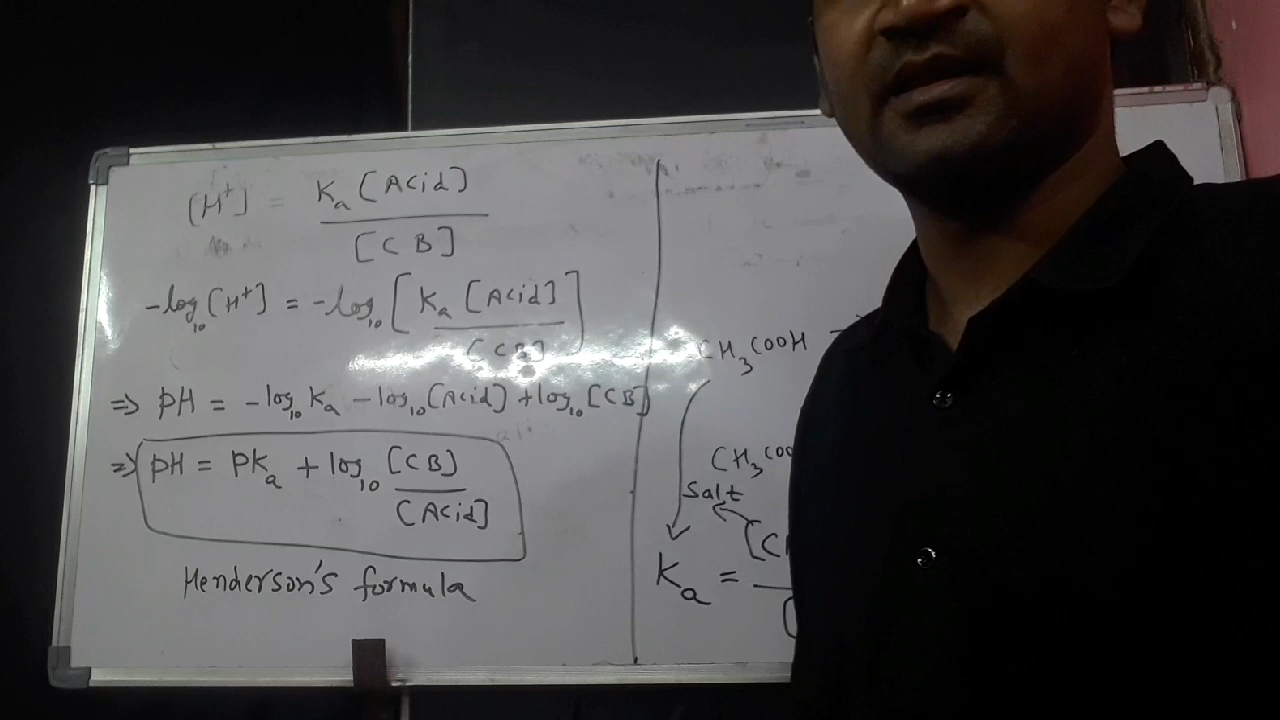 [H⁺] = Kₐ [Acid]
[CB]
-log₁₀ [H⁺] = -log₁₀ [ Kₐ [Acid]
[CB] ]
⇒ pH = -log₁₀ Kₐ - log₁₀ [Acid] + log₁₀ [CB]
⇒ pH = pKₐ + log₁₀ [CB]
[Acid]
Henderson's formula
CH₃COOH
CH₃COO
Salt
Kₐ =